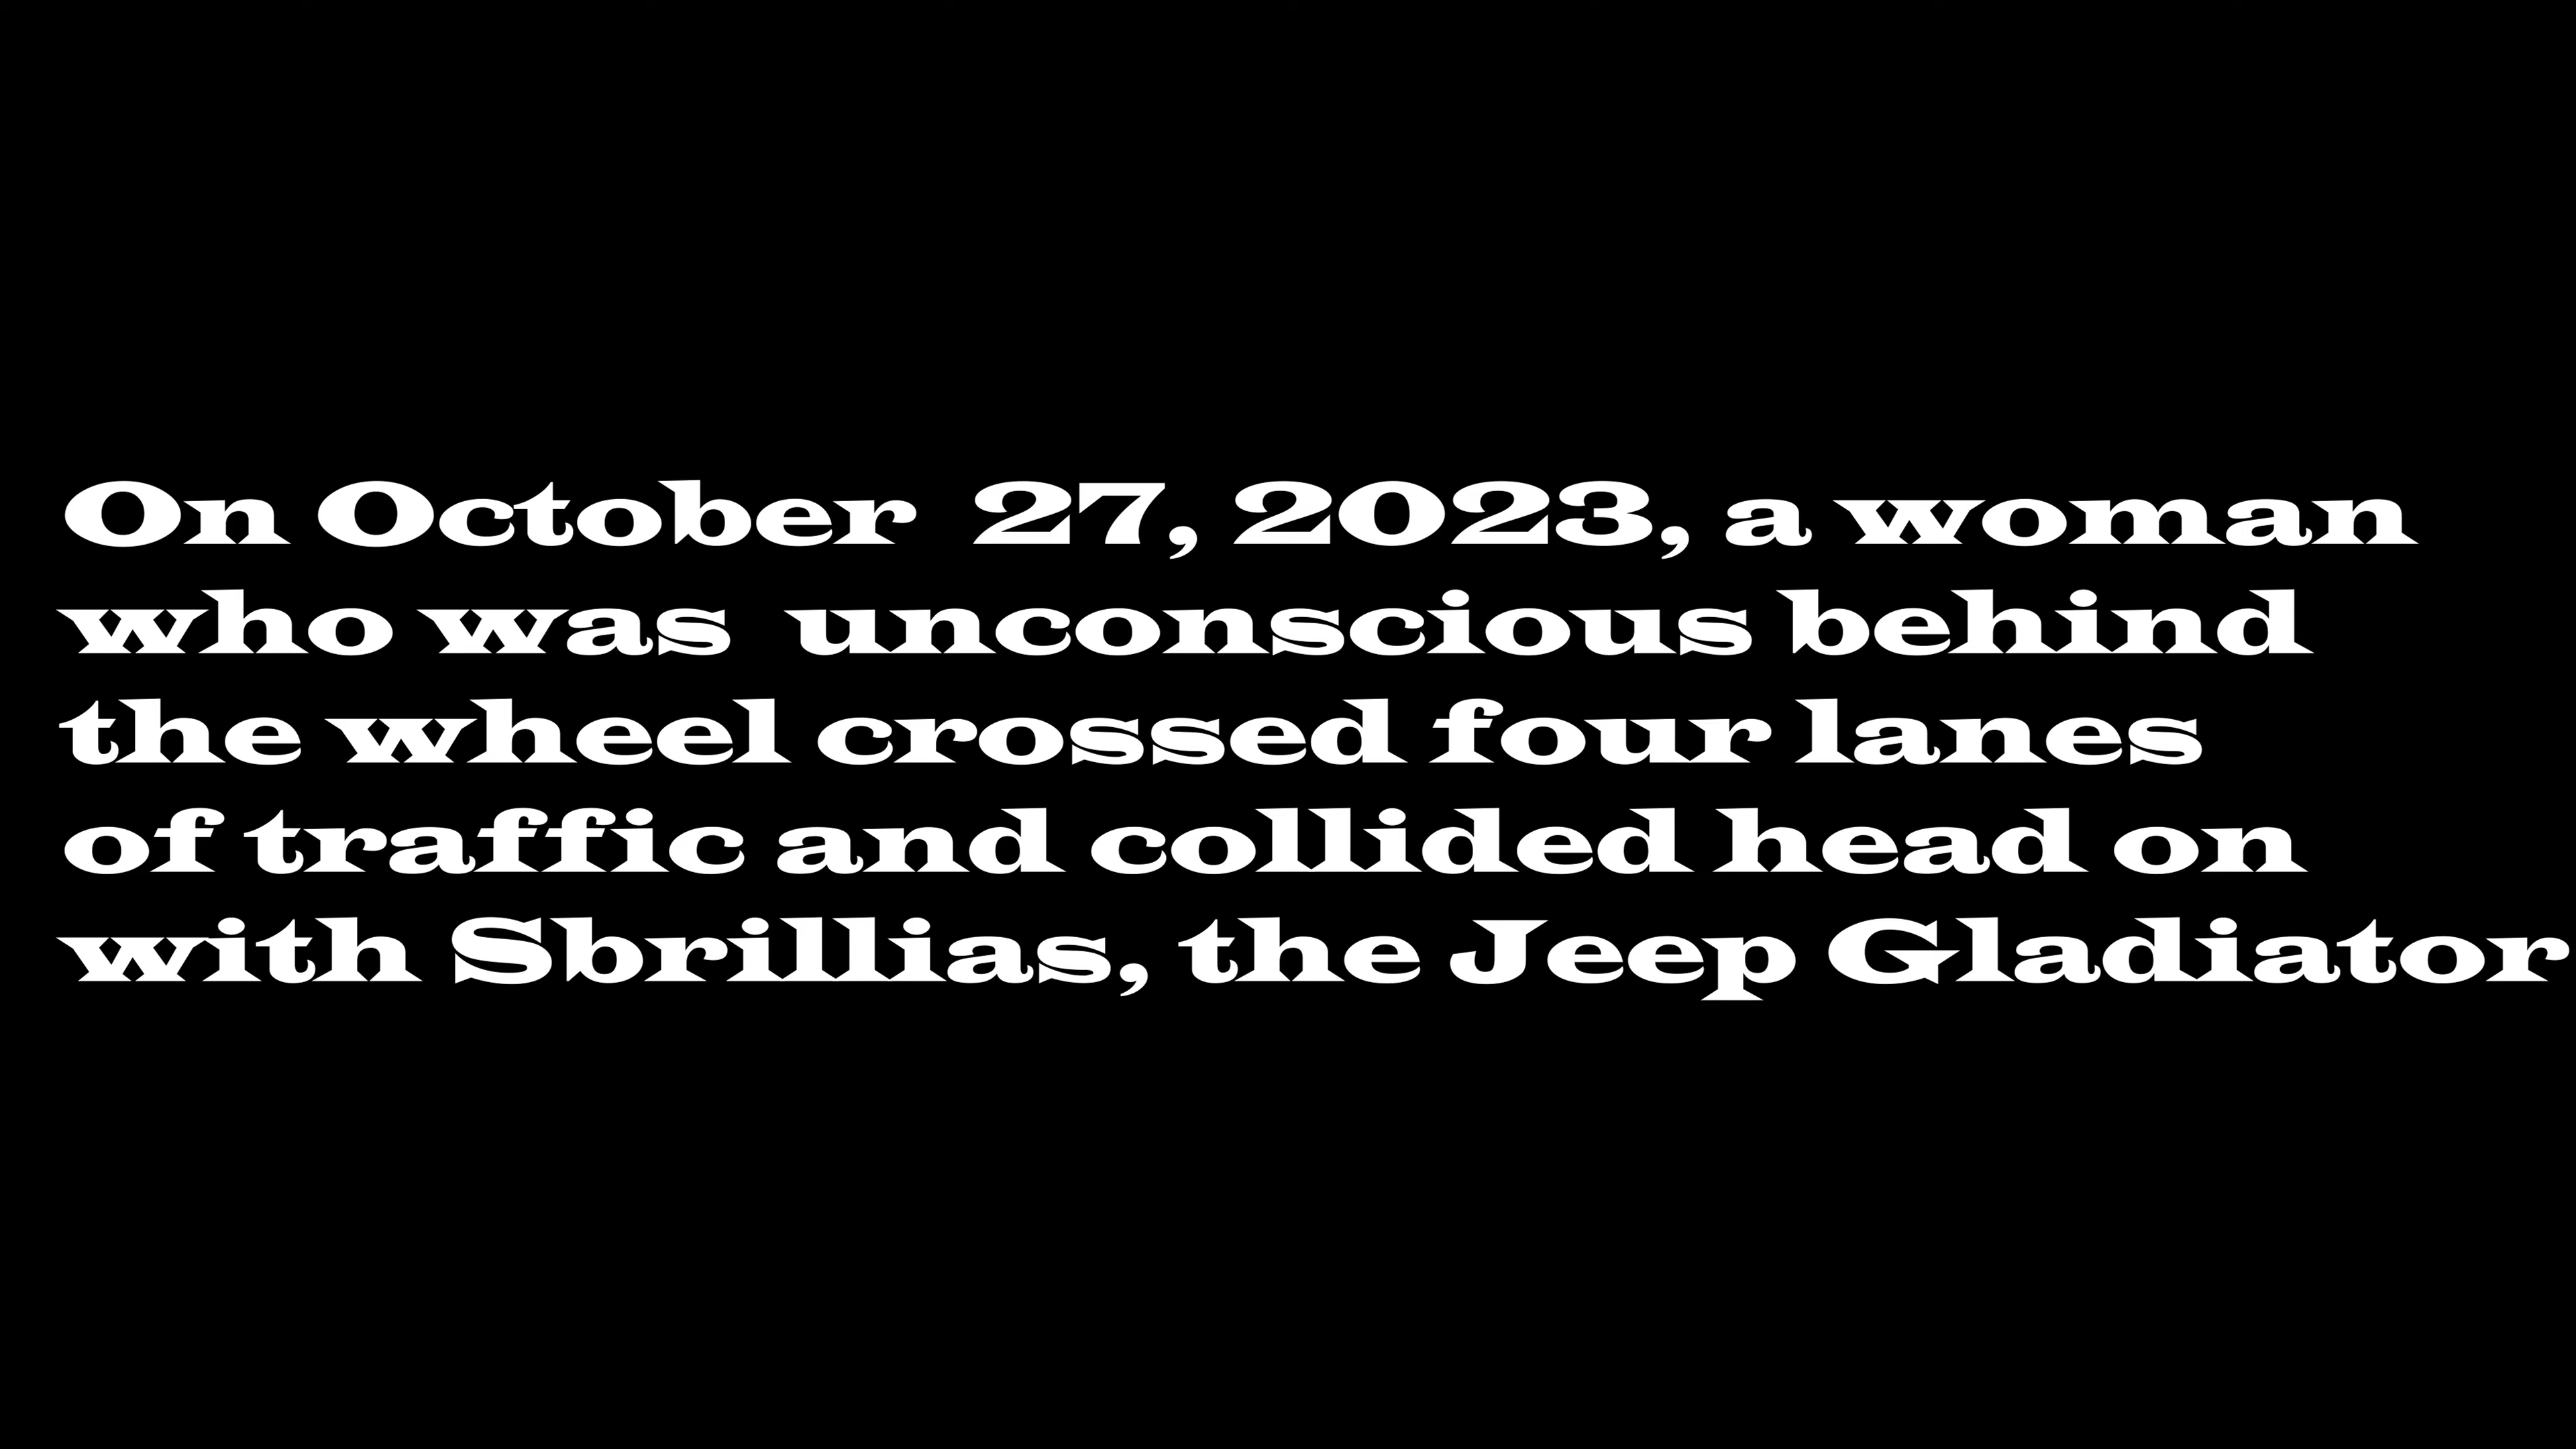 On October  27, 2023, a woman
who was  unconscious behind
the wheel crossed four lanes
of traffic and collided head on
with Sbrillias, the Jeep Gladiator